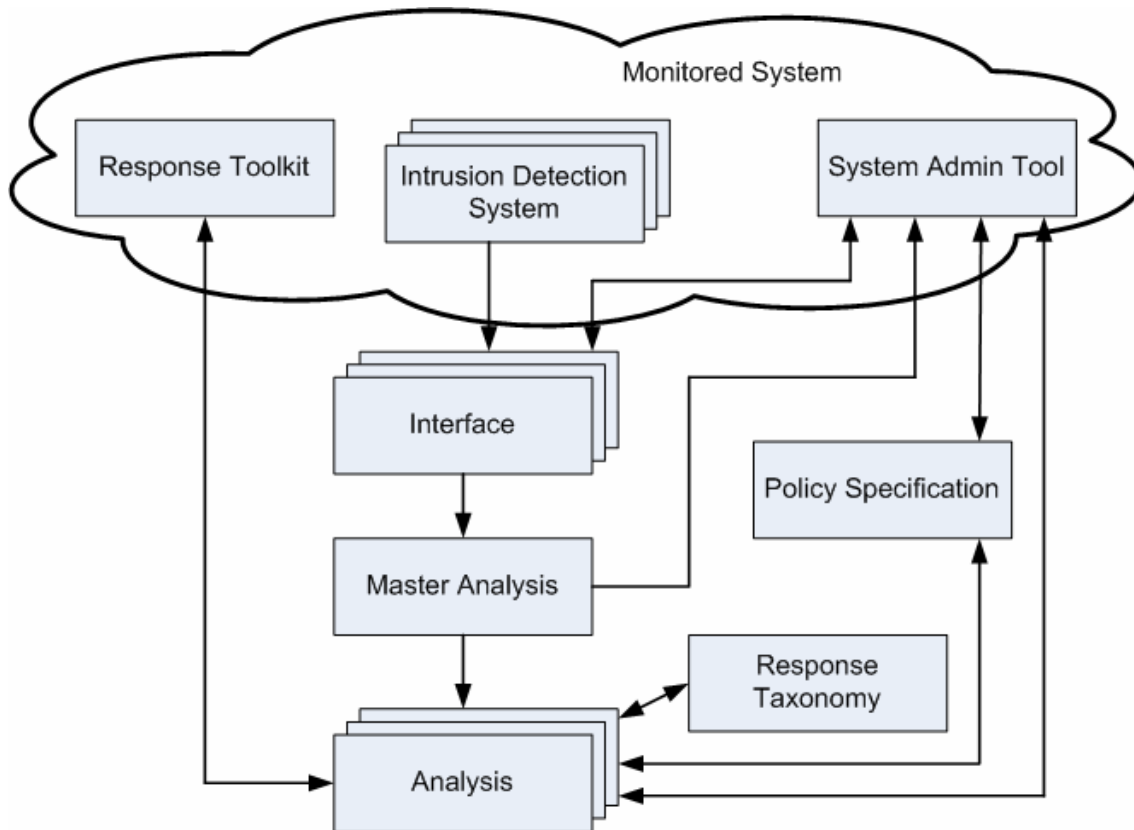 Monitored System
Response Toolkit
Intrusion Detection
System
System Admin Tool
Interface
Policy Specification
Master Analysis
Response
Taxonomy
Analysis